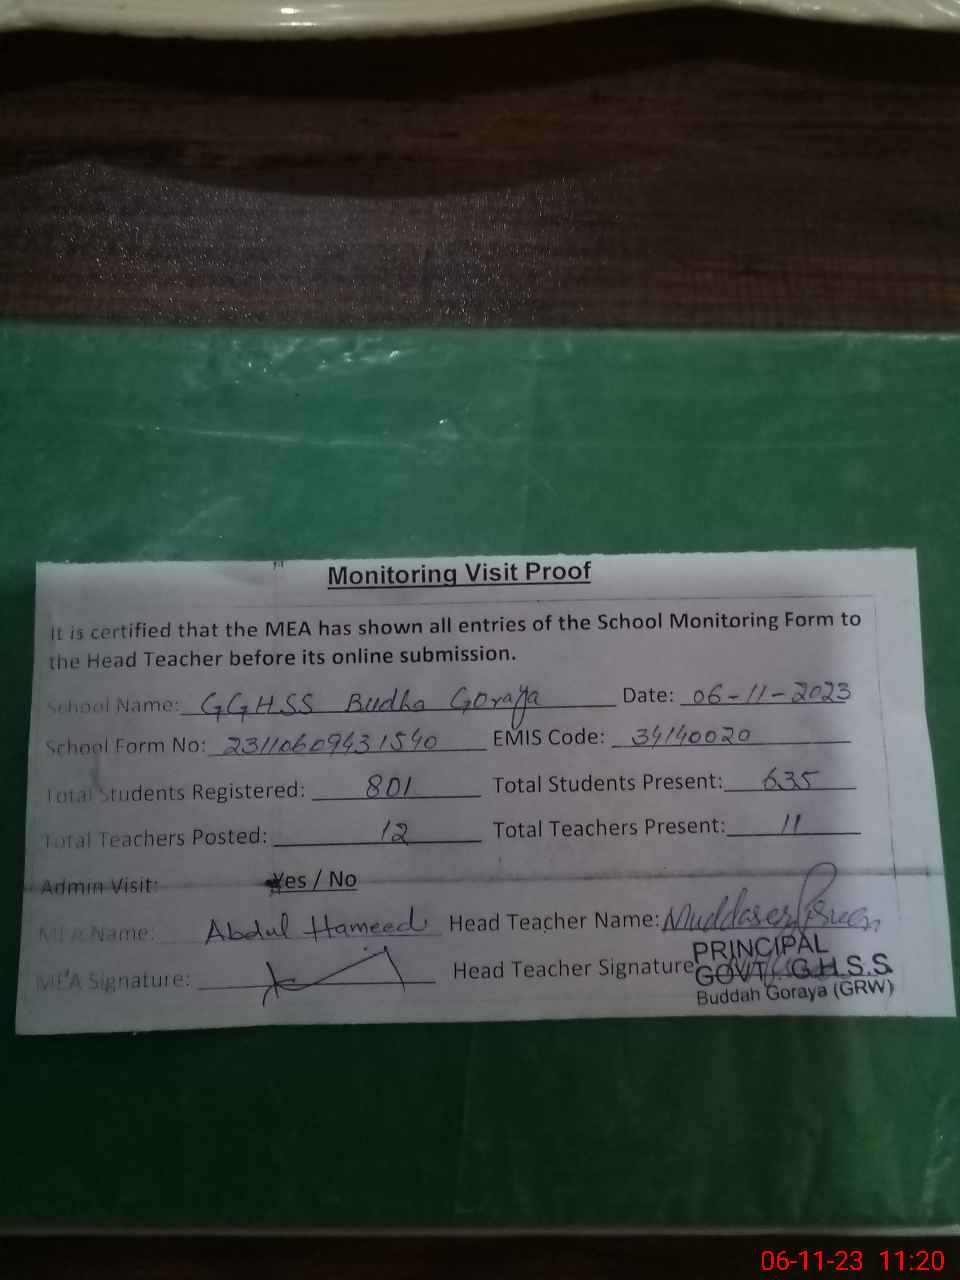 Monitoring Visit Proof
It is certified that the MEA has shown all entries of the School Monitoring Form to
the Head Teacher before its online submission.
School Name: GGHSS Budha Goraya Date: 06-11-2023
School Form No: 23110609431540 EMIS Code: 34140020
Total Students Registered: 801 Total Students Present: 635
Total Teachers Posted: 12 Total Teachers Present: 11
Admin Visit: Yes / No
MEA Name: Abdul Hameed Head Teacher Name: Muddaser
MEA Signature: Head Teacher Signature
PRINCIPAL
GOVT. G.H.S.S
Buddah Goraya (GRW)
06-11-23 11:20